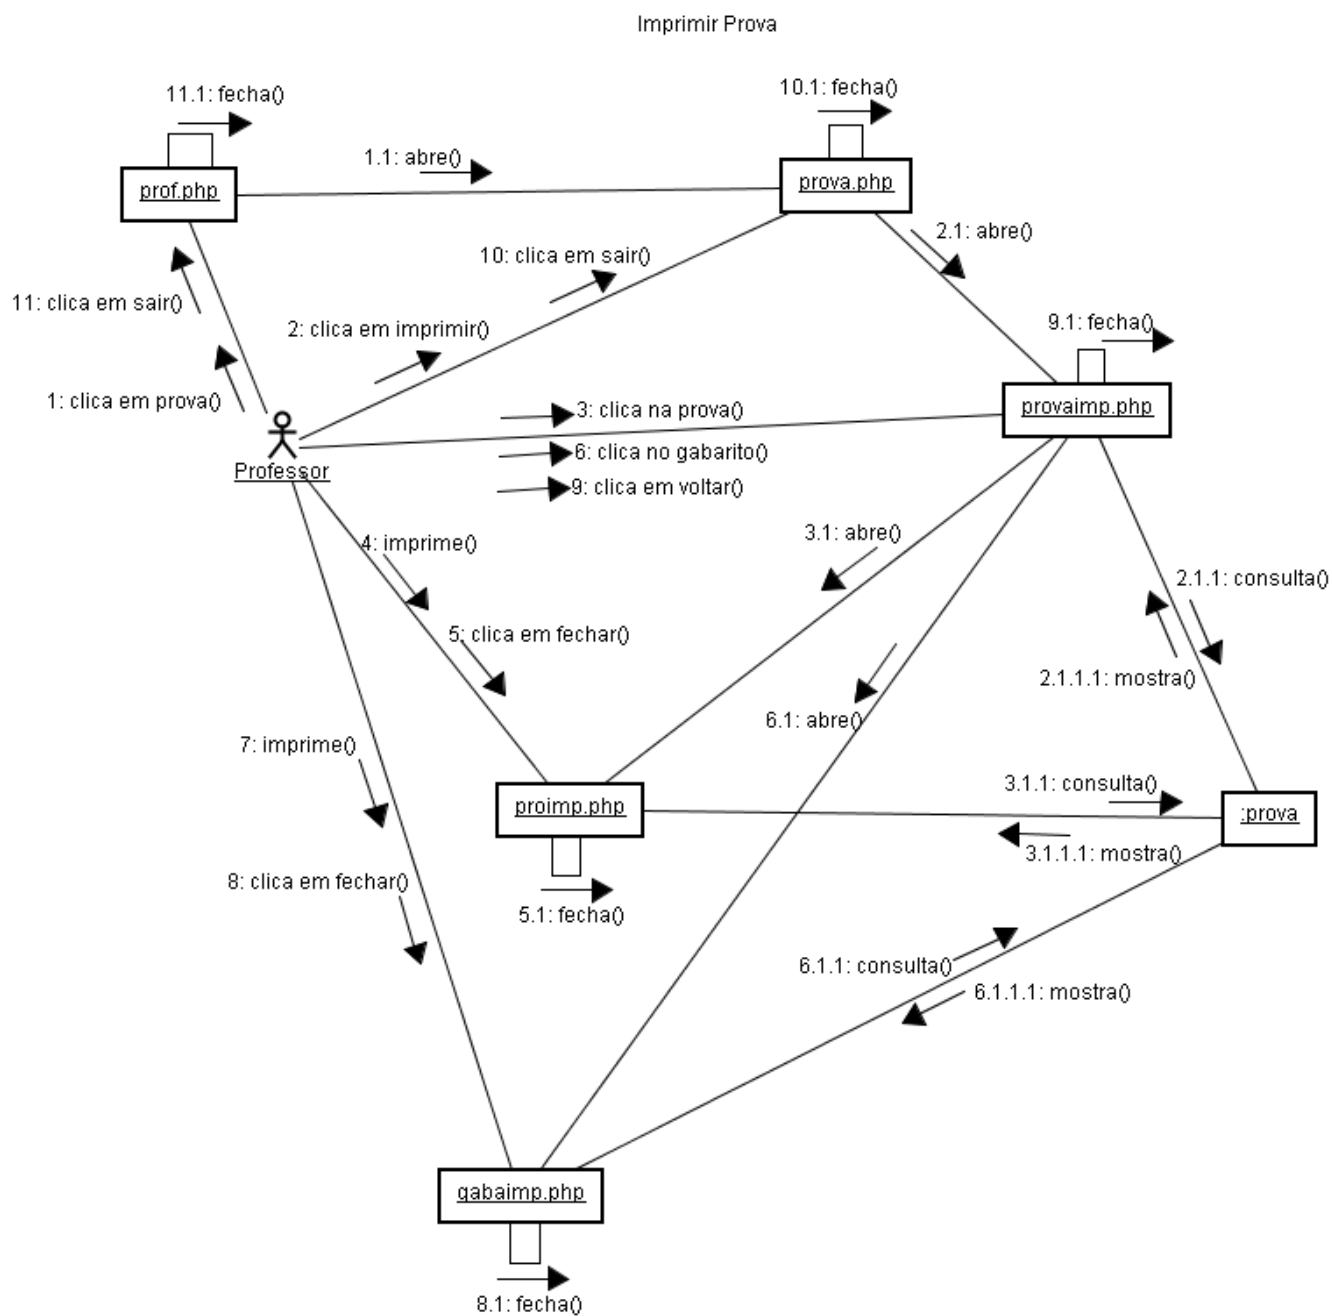 Imprimir Prova
11.1: fecha()
10.1: fecha()
1.1: abre()
prof.php
prova.php
2.1: abre()
10: clica em sair()
11: clica em sair()
2: clica em imprimir()
9.1: fecha()
1: clica em prova()
3: clica na prova()
provaimp.php
6: clica no gabarito()
Professor
9: clica em voltar()
4: imprime()
3.1: abre()
2.1.1: consulta()
5: clica em fechar()
2.1.1.1: mostra()
6.1: abre()
7: imprime()
3.1.1: consulta()
proimp.php
:prova
3.1.1.1: mostra()
8: clica em fechar()
5.1: fecha()
6.1.1: consulta()
6.1.1.1: mostra()
gabaimp.php
8.1: fecha()